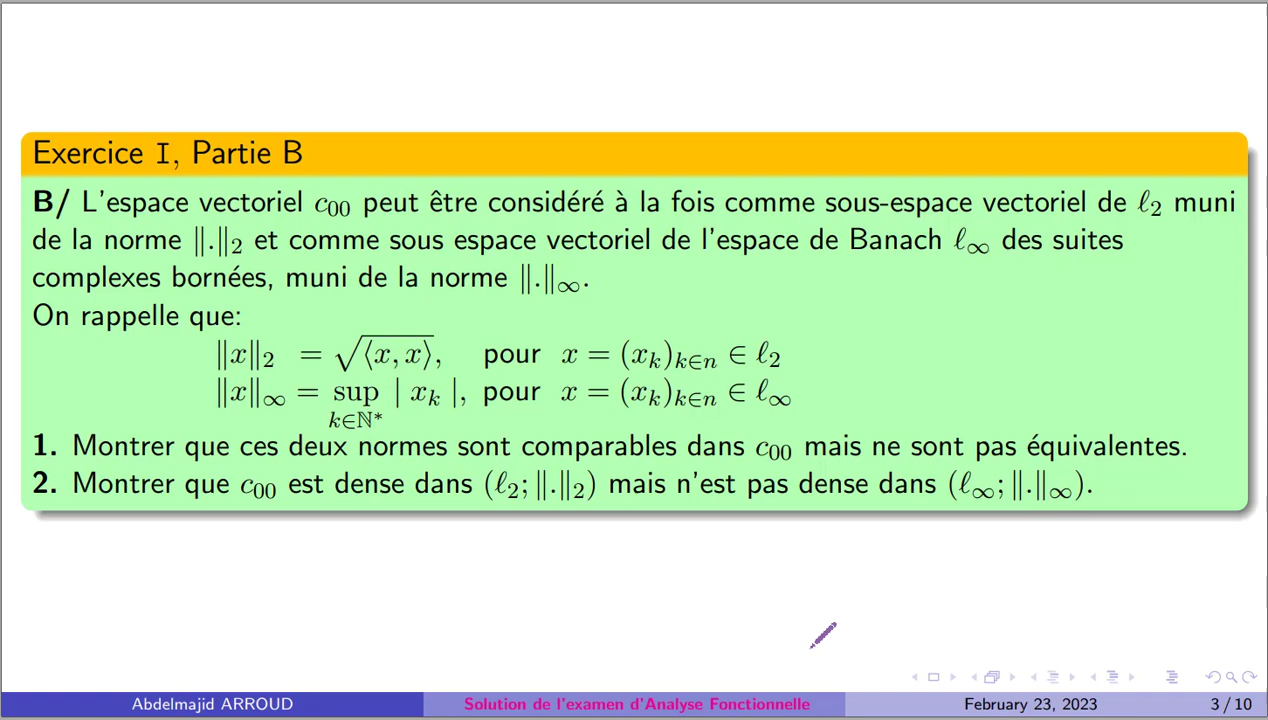 Exercice I, Partie B
B/ L'espace vectoriel c₀₀ peut être considéré à la fois comme sous-espace vectoriel de ℓ₂ muni
de la norme ‖.‖₂ et comme sous espace vectoriel de l'espace de Banach ℓ∞ des suites
complexes bornées, muni de la norme ‖.‖∞.
On rappelle que:
‖x‖₂ = √⟨x, x⟩, pour x = (xₖ)ₖ∈ₙ ∈ ℓ₂
‖x‖∞ = sup | xₖ |, pour x = (xₖ)ₖ∈ₙ ∈ ℓ∞
k∈ℕ*
1. Montrer que ces deux normes sont comparables dans c₀₀ mais ne sont pas équivalentes.
2. Montrer que c₀₀ est dense dans (ℓ₂; ‖.‖₂) mais n'est pas dense dans (ℓ∞; ‖.‖∞).
Abdelmajid ARROUD Solution de l'examen d'Analyse Fonctionnelle February 23, 2023 3 / 10